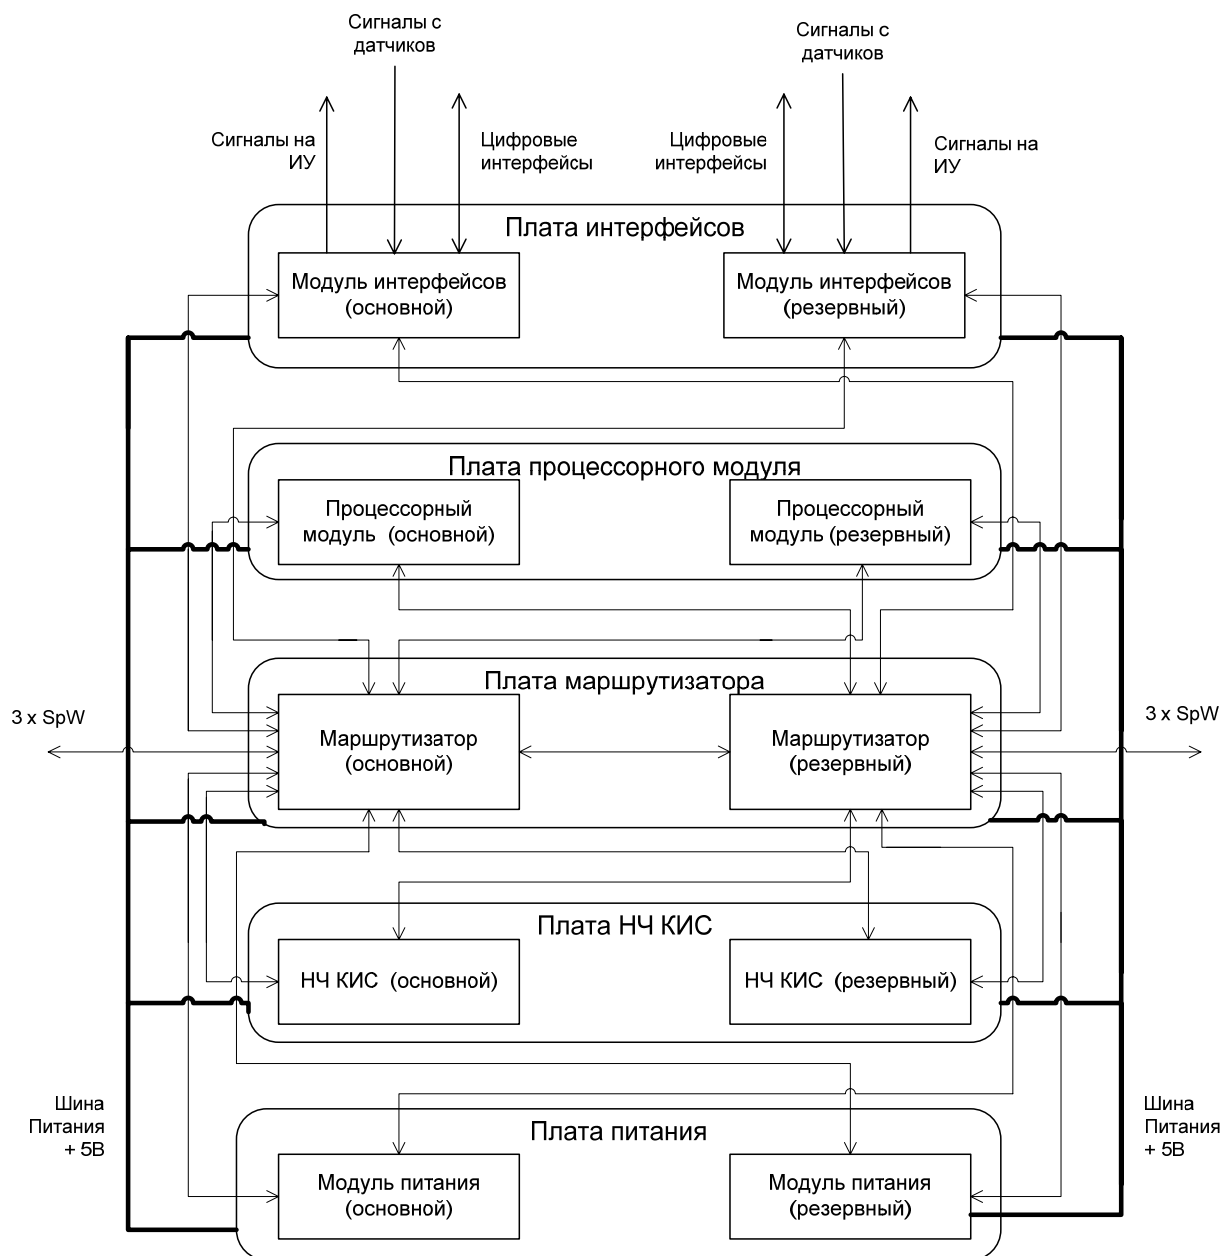 Сигналы с
датчиков
Сигналы с
датчиков
Сигналы на
ИУ
Цифровые
интерфейсы
Цифровые
интерфейсы
Сигналы на
ИУ
Плата интерфейсов
Модуль интерфейсов
(основной)
Модуль интерфейсов
(резервный)
Плата процессорного модуля
Процессорный
модуль (основной)
Процессорный
модуль (резервный)
Плата маршрутизатора
3 x SpW
Маршрутизатор
(основной)
Маршрутизатор
(резервный)
3 x SpW
Плата НЧ КИС
НЧ КИС (основной)
НЧ КИС (резервный)
Шина
Питания
+ 5В
Плата питания
Шина
Питания
+ 5В
Модуль питания
(основной)
Модуль питания
(резервный)